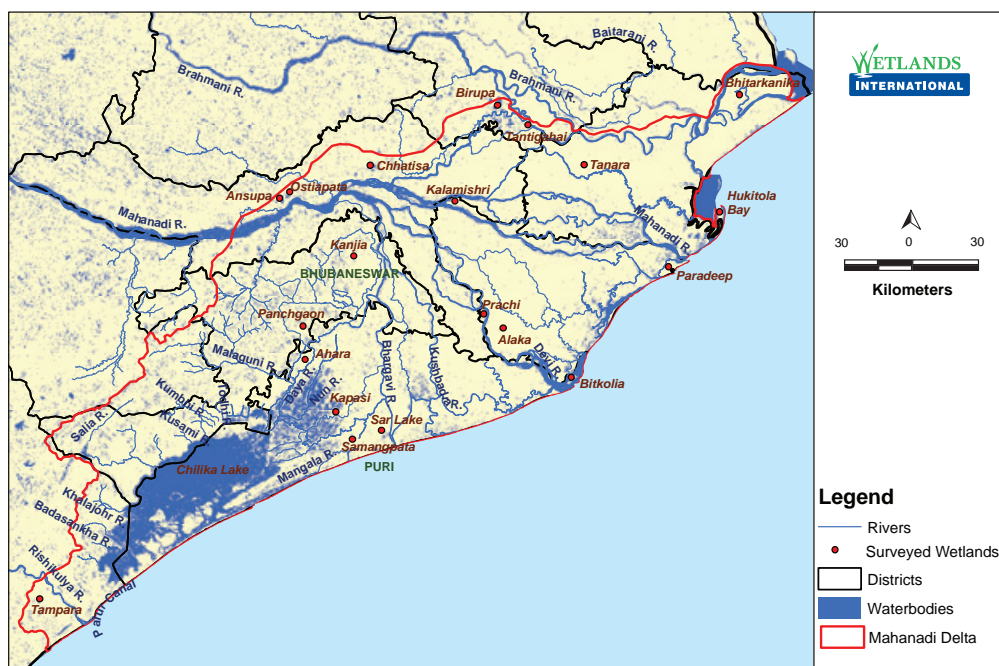 Baitarani R.
Brahmani R.
Brahmani R.
Bhitarkanika
Birupa
Tantigahai
Chhatisa
Tanara
Ostiapata
Ansupa
Kalamishri
Hukitola
Bay
Mahanadi R.
Mahanadi R.
Kanjia
BHUBANESWAR
Paradeep
Panchgaon
Prachi
Alaka
Malaguni R.
Ahara
Daya R.
Nun R.
Bhargavi R.
Kushbadra R.
Devi R.
Bitkolia
Kumbhi R.
Kusami
Salia R.
Kapasi
Sar Lake
Samangpata
PURI
Mangala R.
Chilika Lake
Khalajohr R.
Badasankha R.
Rishikulya R.
Tampara
Palur Canal
WETLANDS
INTERNATIONAL
30 0 30
Kilometers
Legend
Rivers
Surveyed Wetlands
Districts
Waterbodies
Mahanadi Delta